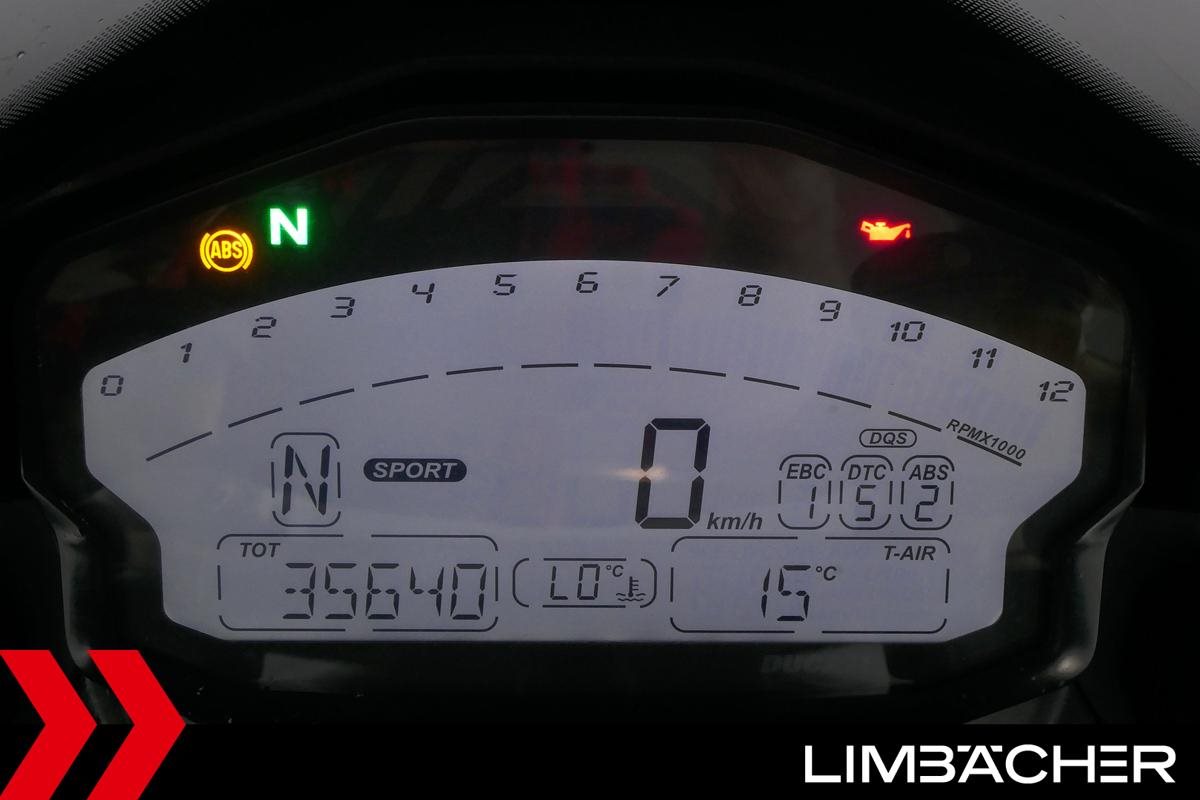 ABS N
0 1 2 3 4 5 6 7 8 9 10 11 12
RPMX1000
DQS
N SPORT 0 km/h
EBC DTC ABS
1 5 2
TOT T-AIR
35640 LO °C 15 °C
LIMBÄCHER